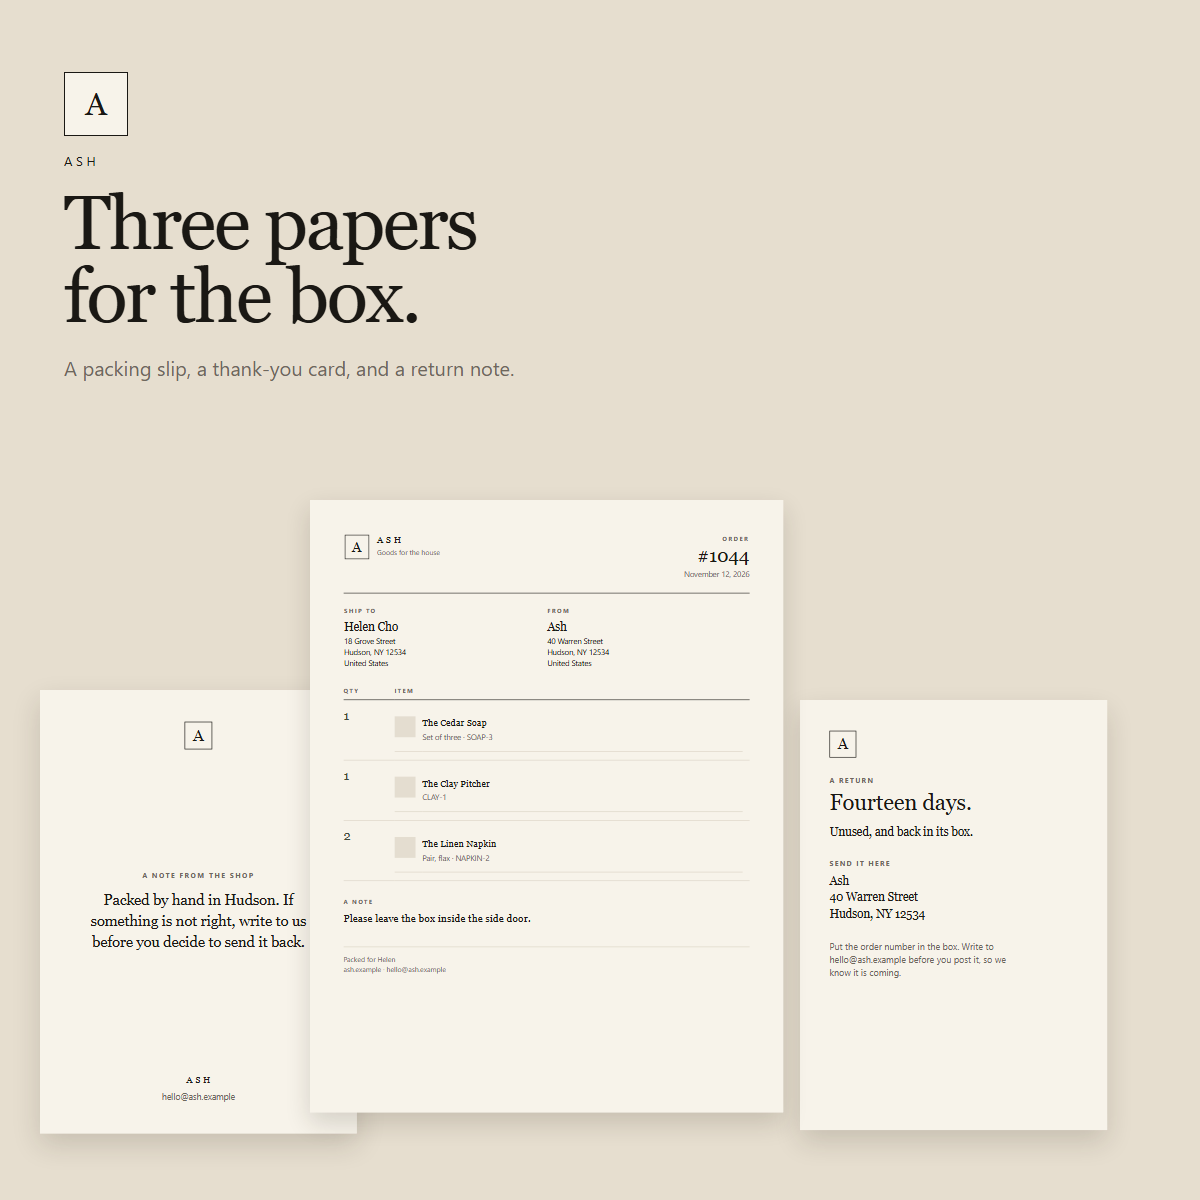 A
ASH
Three papers
for the box.
A packing slip, a thank-you card, and a return note.
A
A NOTE FROM THE SHOP
Packed by hand in Hudson. If
something is not right, write to us
before you decide to send it back.
ASH
hello@ash.example
A
ASH
Goods for the house
ORDER
#1044
November 12, 2026
SHIP TO
Helen Cho
18 Grove Street
Hudson, NY 12534
United States
FROM
Ash
40 Warren Street
Hudson, NY 12534
United States
QTY ITEM
1 The Cedar Soap
Set of three · SOAP-3
1 The Clay Pitcher
CLAY-1
2 The Linen Napkin
Pair, flax · NAPKIN-2
A NOTE
Please leave the box inside the side door.
Packed for Helen
ash.example · hello@ash.example
A
A RETURN
Fourteen days.
Unused, and back in its box.
SEND IT HERE
Ash
40 Warren Street
Hudson, NY 12534
Put the order number in the box. Write to
hello@ash.example before you post it, so we
know it is coming.